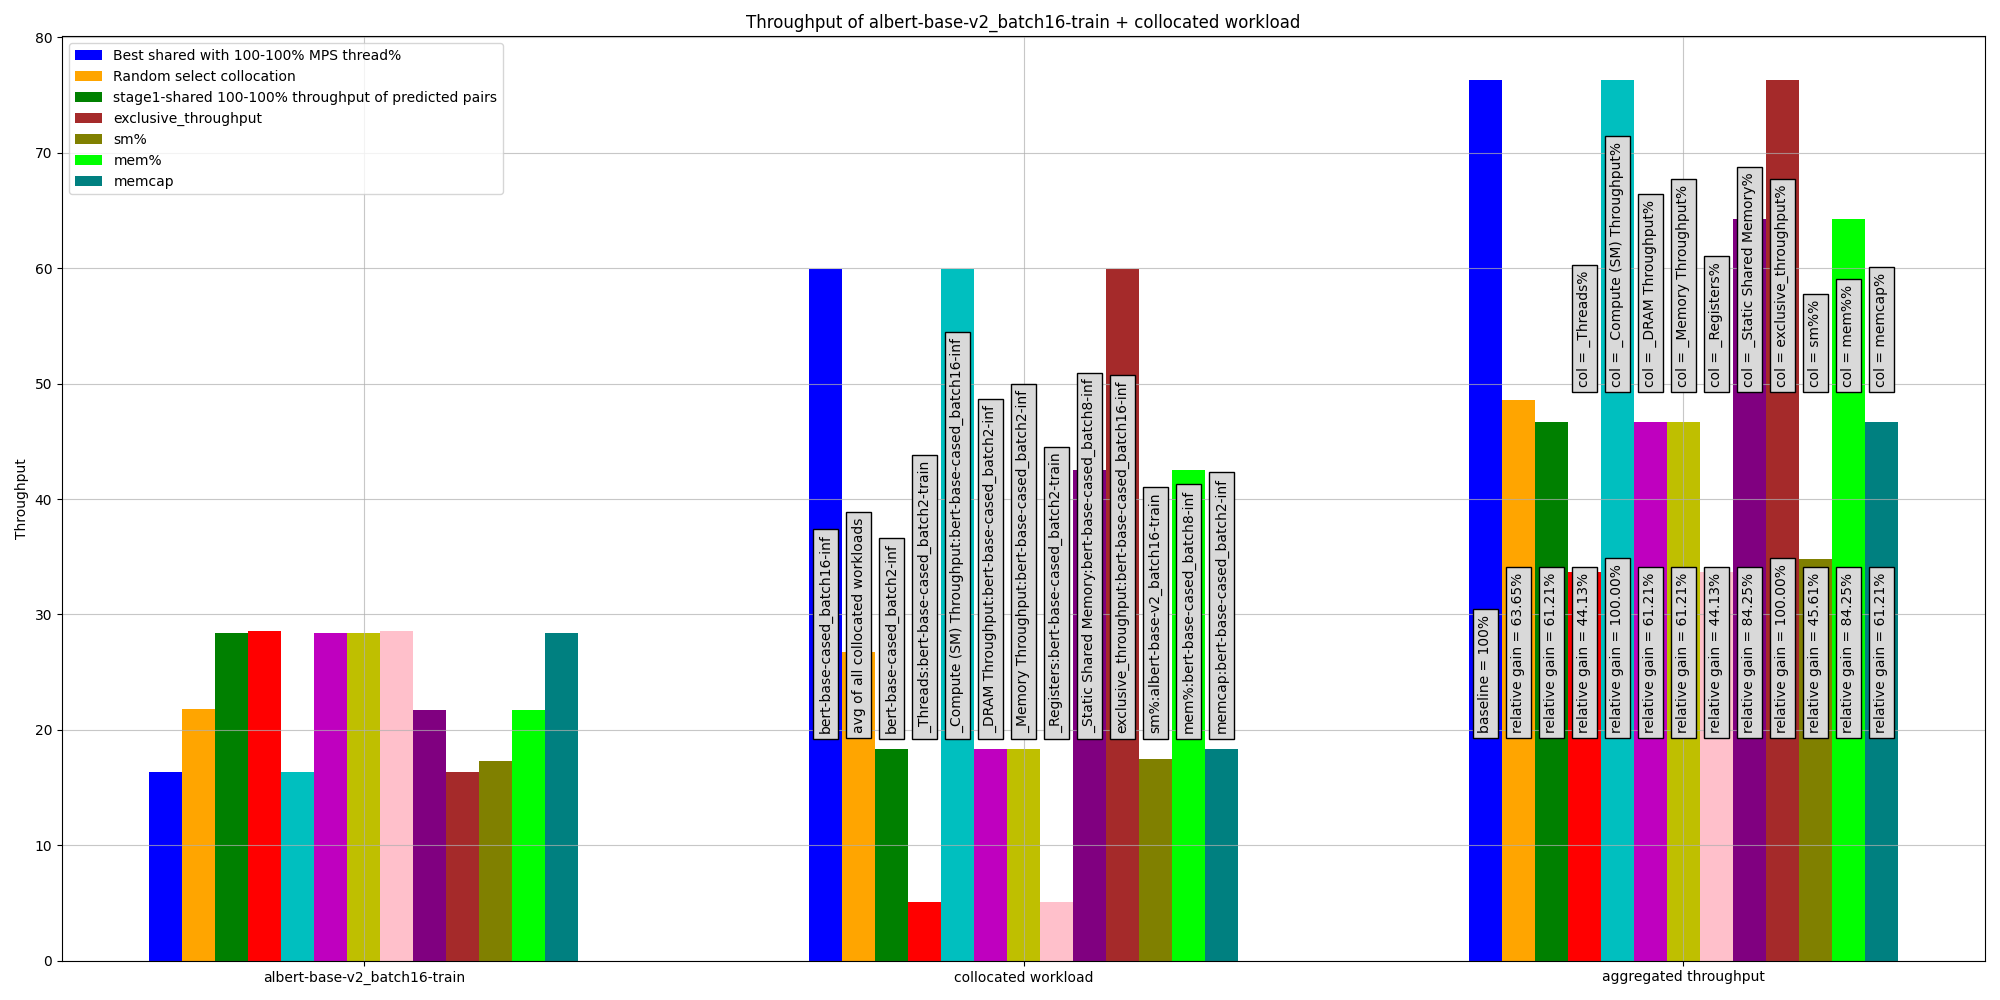 Throughput of albert-base-v2_batch16-train + collocated workload
Best shared with 100-100% MPS thread%
Random select collocation
stage1-shared 100-100% throughput of predicted pairs
exclusive_throughput
sm%
mem%
memcap
Throughput
80
70
60
50
40
30
20
10
0
bert-base-cased_batch16-inf
avg of all collocated workloads
bert-base-cased_batch2-inf
_Threads:bert-base-cased_batch2-train
_Compute (SM) Throughput:bert-base-cased_batch16-inf
_DRAM Throughput:bert-base-cased_batch2-inf
_Memory Throughput:bert-base-cased_batch2-inf
_Registers:bert-base-cased_batch2-train
_Static Shared Memory:bert-base-cased_batch8-inf
exclusive_throughput:bert-base-cased_batch16-inf
sm%:albert-base-v2_batch16-train
mem%:bert-base-cased_batch8-inf
memcap:bert-base-cased_batch2-inf
col = _Threads%
col = _Compute (SM) Throughput%
col = _DRAM Throughput%
col = _Memory Throughput%
col = _Registers%
col = _Static Shared Memory%
col = exclusive_throughput%
col = sm%%
col = mem%%
col = memcap%
baseline = 100%
relative gain = 63.65%
relative gain = 61.21%
relative gain = 44.13%
relative gain = 100.00%
relative gain = 61.21%
relative gain = 61.21%
relative gain = 44.13%
relative gain = 84.25%
relative gain = 100.00%
relative gain = 45.61%
relative gain = 84.25%
relative gain = 61.21%
albert-base-v2_batch16-train
collocated workload
aggregated throughput